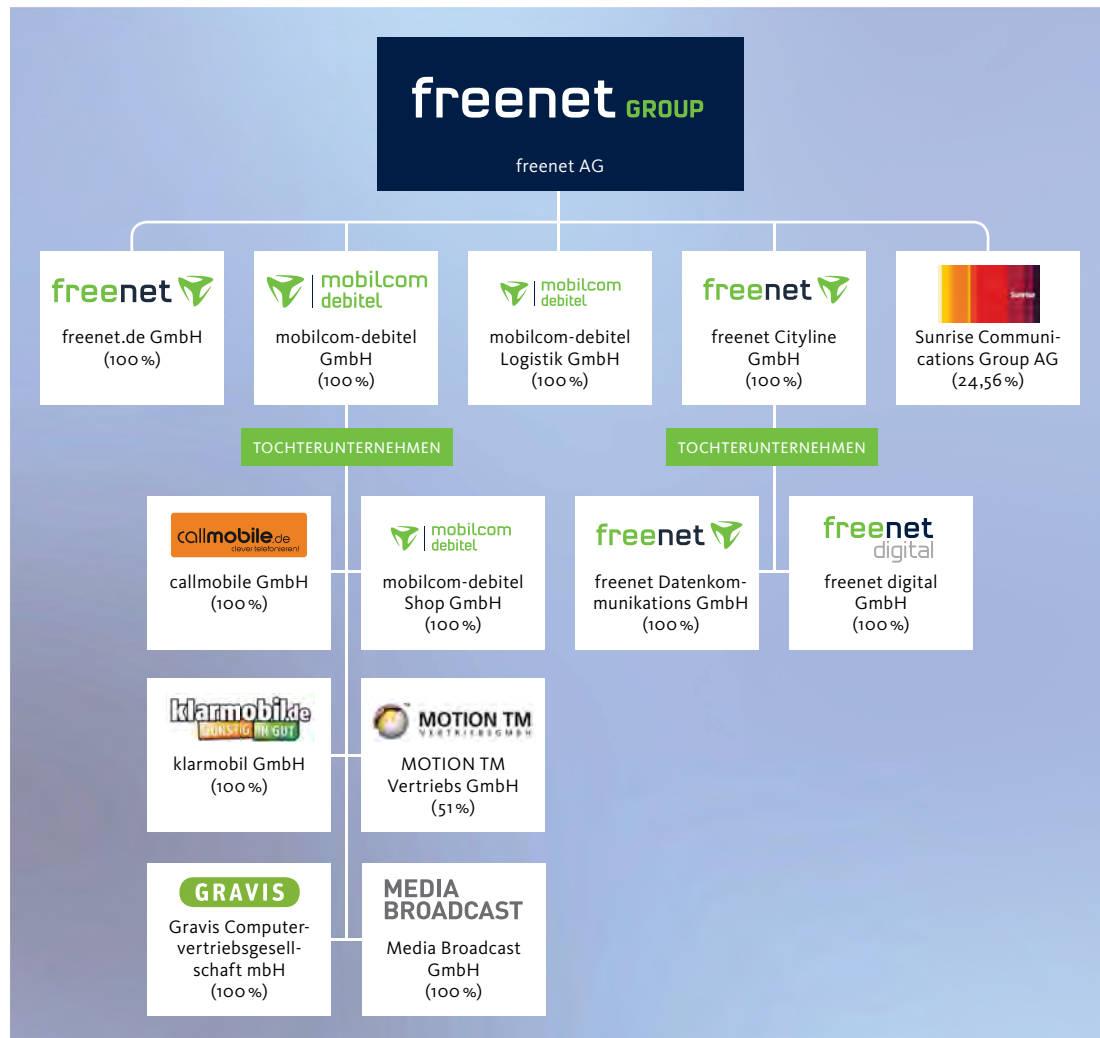 freenet GROUP
freenet AG
freenet
freenet.de GmbH
(100 %)
mobilcom
debitel
mobilcom-debitel
GmbH
(100 %)
mobilcom
debitel
mobilcom-debitel
Logistik GmbH
(100 %)
freenet
freenet Cityline
GmbH
(100 %)
Sunrise
Sunrise Communi-
cations Group AG
(24,56 %)
TOCHTERUNTERNEHMEN
TOCHTERUNTERNEHMEN
callmobile.de
clever telefonieren!
callmobile GmbH
(100 %)
mobilcom
debitel
mobilcom-debitel
Shop GmbH
(100 %)
freenet
freenet Datenkom-
munikations GmbH
(100 %)
freenet
digital
freenet digital
GmbH
(100 %)
klarmobil.de
GÜNSTIG IN GUT
klarmobil GmbH
(100 %)
MOTION TM
VERTRIEBSGMBH
MOTION TM
Vertriebs GmbH
(51 %)
GRAVIS
Gravis Computer-
vertriebsgesell-
schaft mbH
(100 %)
MEDIA
BROADCAST
Media Broadcast
GmbH
(100 %)